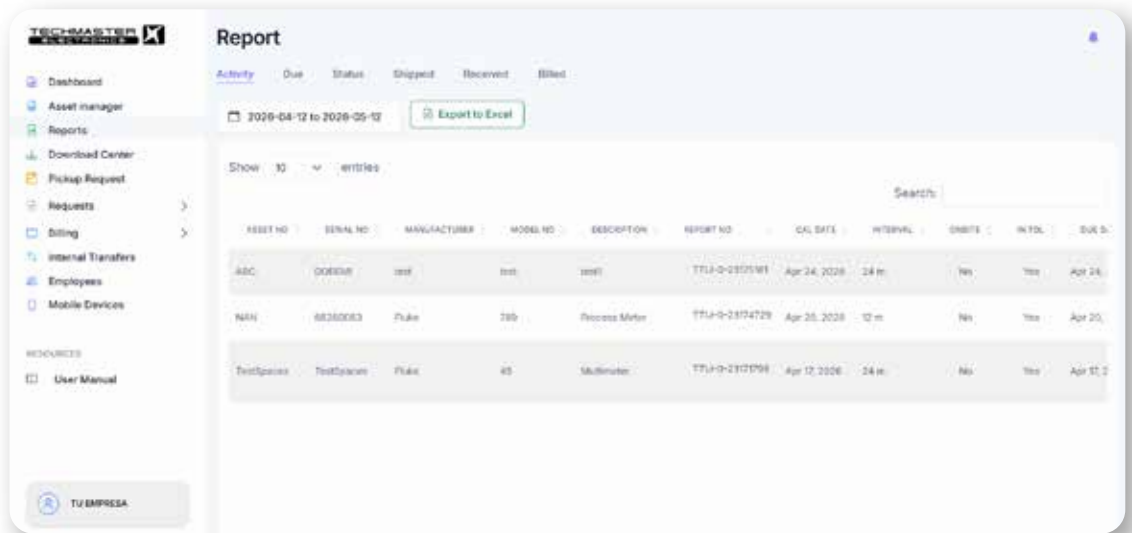 TECHMASTER
ELECTRONICS
Report
Activity Due Status Shipped Received Billed
2026-04-12 to 2026-05-12
Export to Excel
Dashboard
Asset manager
Reports
Download Center
Pickup Request
Requests
Billing
Internal Transfers
Employees
Mobile Devices
RESOURCES
User Manual
TU EMPRESA
Show 10 entries
Search:
ASSET NO SERIAL NO MANUFACTURER MODEL NO DESCRIPTION REPORT NO CAL DATE INTERVAL ONSITE IN TOL DUE
ABC test test Apr 24, 2026 24 m No Yes Apr 24,
NAN Fluke 789 Process Meter Apr 20, 2026 12 m No Yes Apr 20,
TestSpaces TestSpaces Fluke 45 Multimeter Apr 17, 2026 24 m No Yes Apr 17, 2